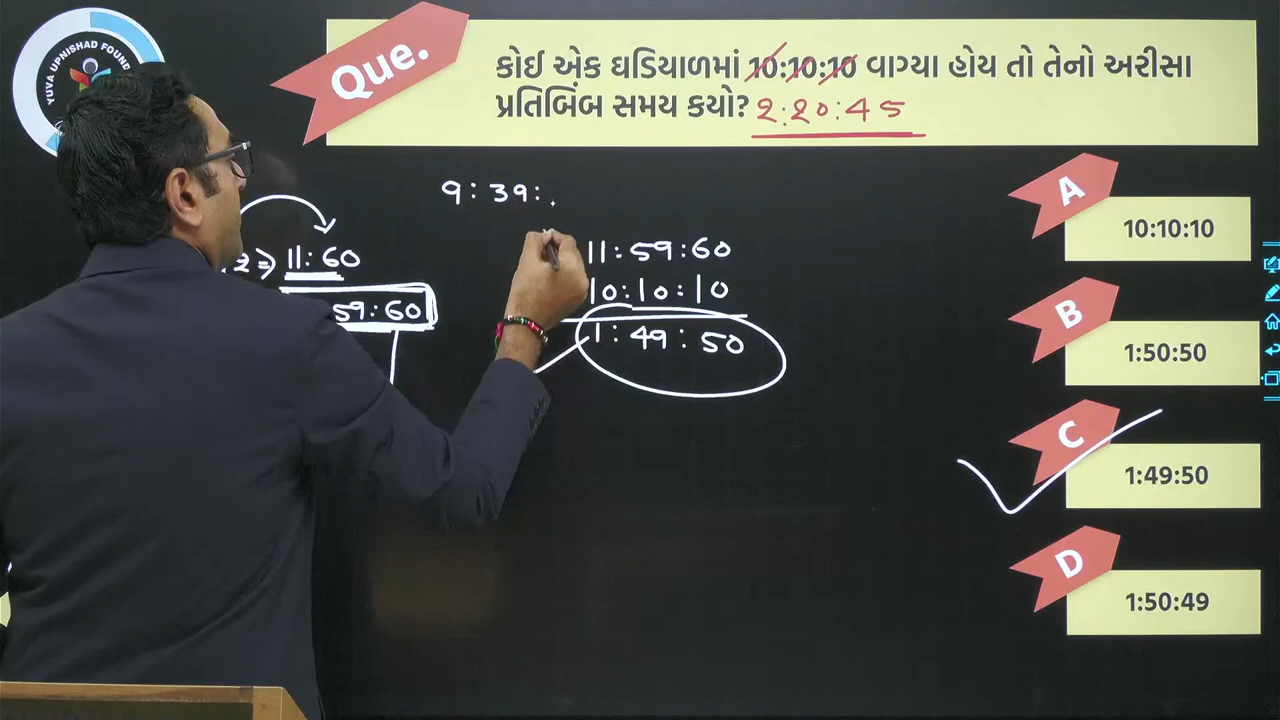 YUVA UPNISHAD FOUND
Que.
કોઈ એક ઘડિયાળમાં 10:10:10 વાગ્યા હોય તો તેનો અરીસા
પ્રતિબિંબ સમય કયો? 2:20:45
9:39:
11:60
59:60
11:59:60
10:10:10
1:49:50
A
10:10:10
B
1:50:50
C
1:49:50
D
1:50:49